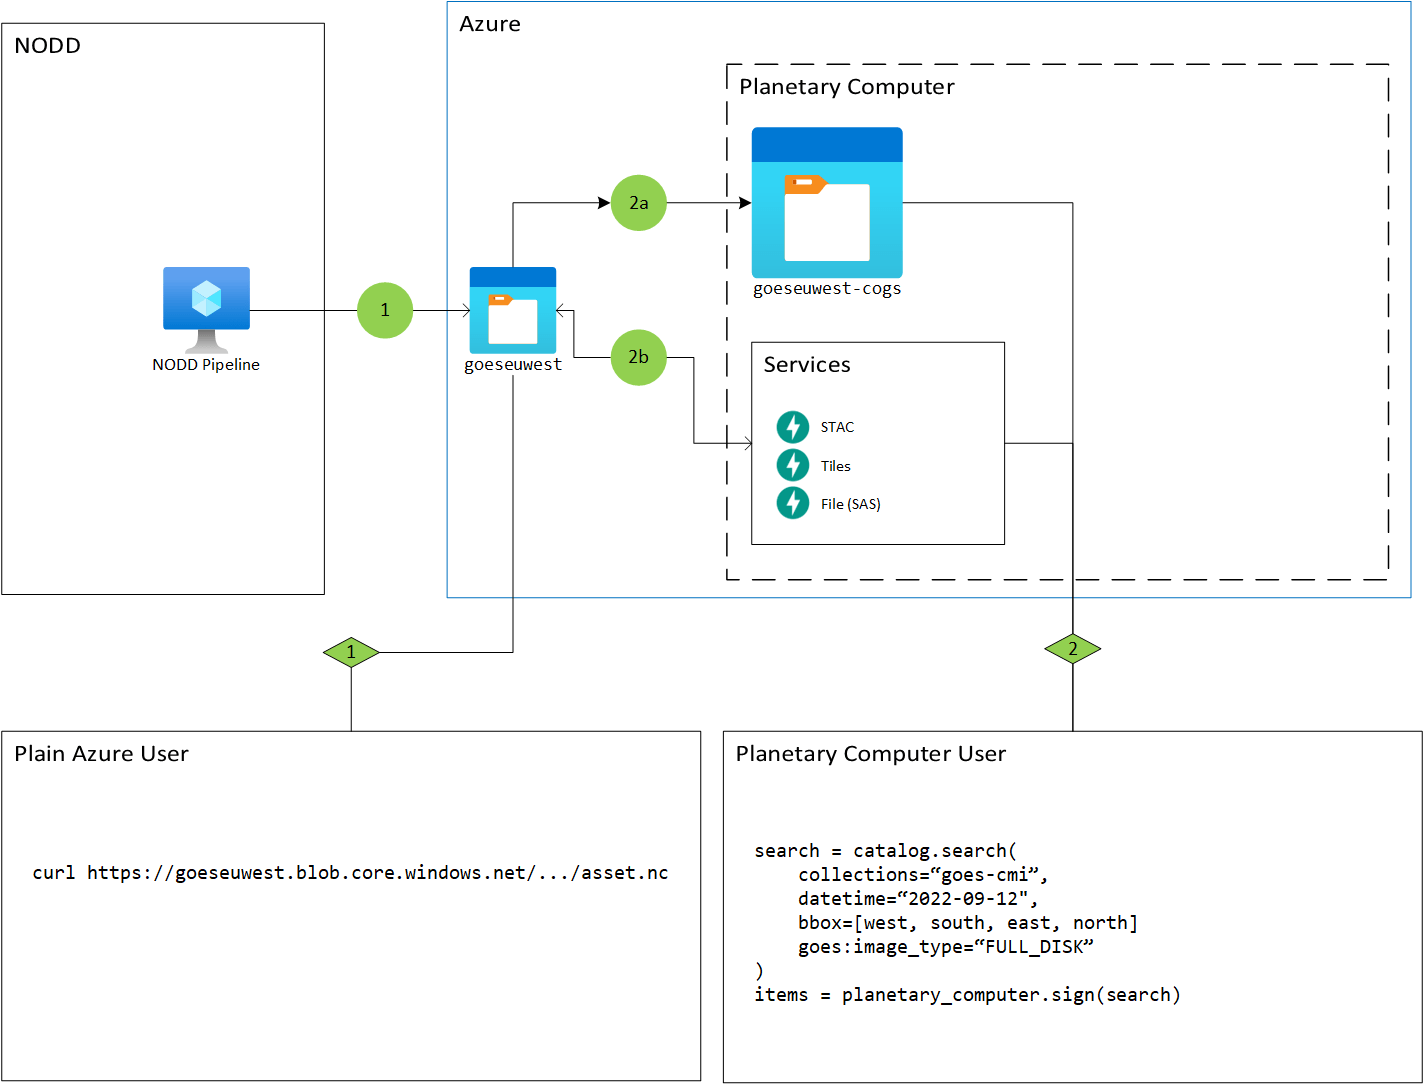 NODD
Azure
Planetary Computer
2a
goeseuwest-cogs
1
NODD Pipeline
goeseuwest
2b
Services
STAC
Tiles
File (SAS)
1
2
Plain Azure User
curl https://goeseuwest.blob.core.windows.net/.../asset.nc
Planetary Computer User
search = catalog.search(
    collections=“goes-cmi”,
    datetime=“2022-09-12",
    bbox=[west, south, east, north]
    goes:image_type=“FULL_DISK”
)
items = planetary_computer.sign(search)